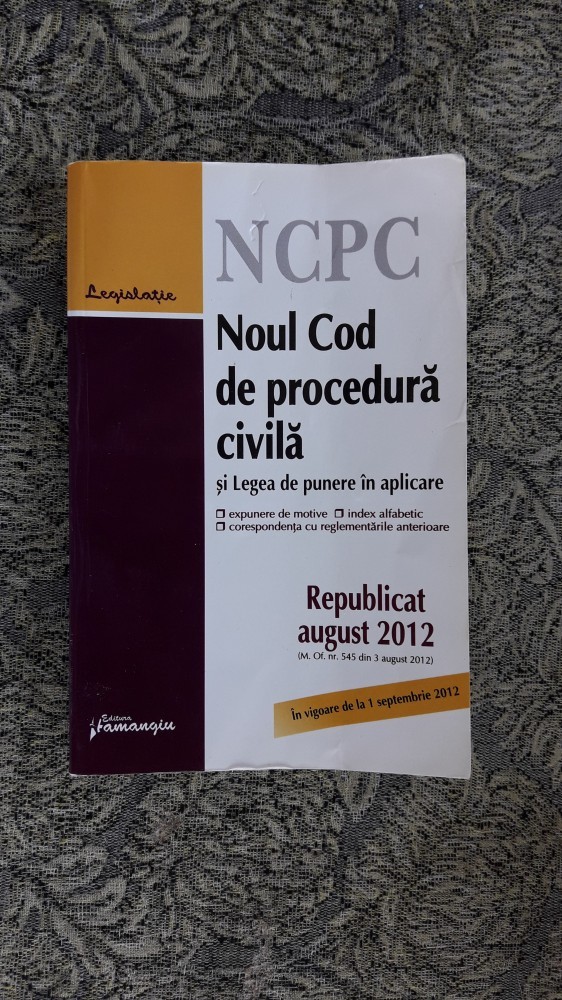 NCPC
Legislație
Noul Cod
de procedură
civilă
și Legea de punere în aplicare
❒ expunere de motive ❒ index alfabetic
❒ corespondența cu reglementările anterioare
Republicat
august 2012
(M. Of. nr. 545 din 3 august 2012)
În vigoare de la 1 septembrie 2012
Editura
Hamangiu